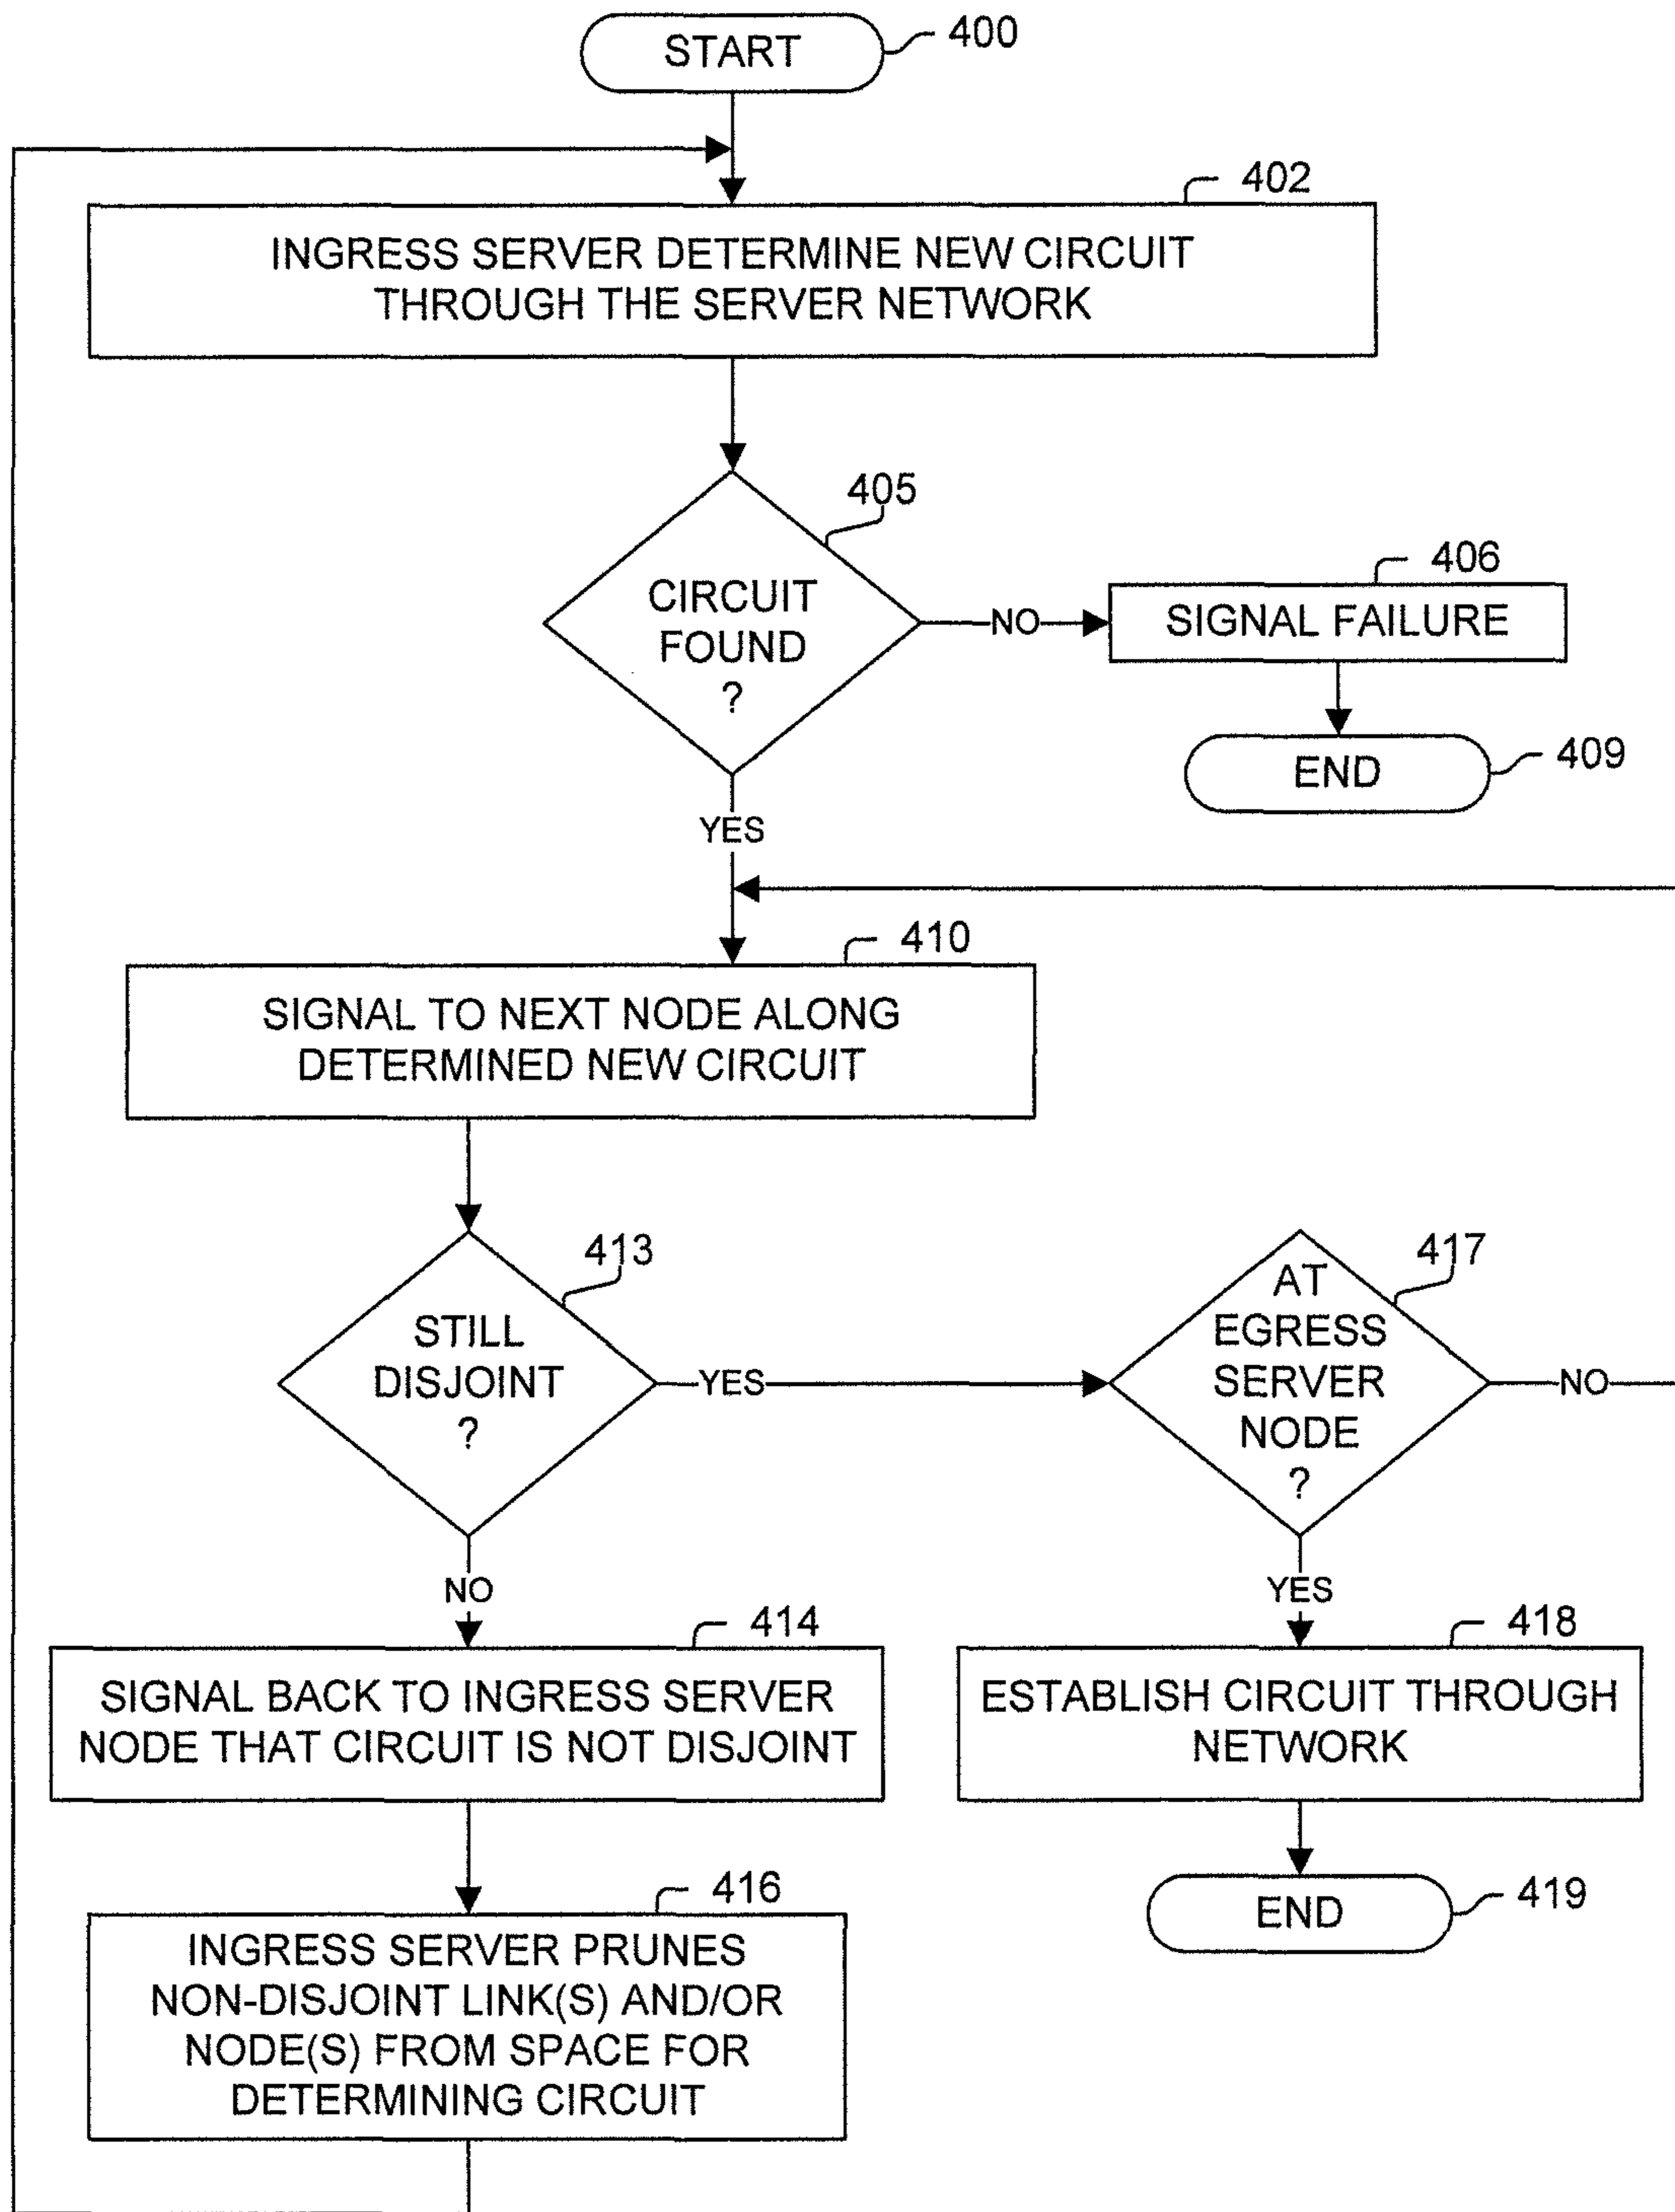 START
400
402
INGRESS SERVER DETERMINE NEW CIRCUIT
THROUGH THE SERVER NETWORK
405
CIRCUIT
FOUND
?
NO
406
SIGNAL FAILURE
END
409
YES
410
SIGNAL TO NEXT NODE ALONG
DETERMINED NEW CIRCUIT
413
STILL
DISJOINT
?
YES
417
AT
EGRESS
SERVER
NODE
?
NO
NO
YES
414
SIGNAL BACK TO INGRESS SERVER
NODE THAT CIRCUIT IS NOT DISJOINT
418
ESTABLISH CIRCUIT THROUGH
NETWORK
416
INGRESS SERVER PRUNES
NON-DISJOINT LINK(S) AND/OR
NODE(S) FROM SPACE FOR
DETERMINING CIRCUIT
END
419